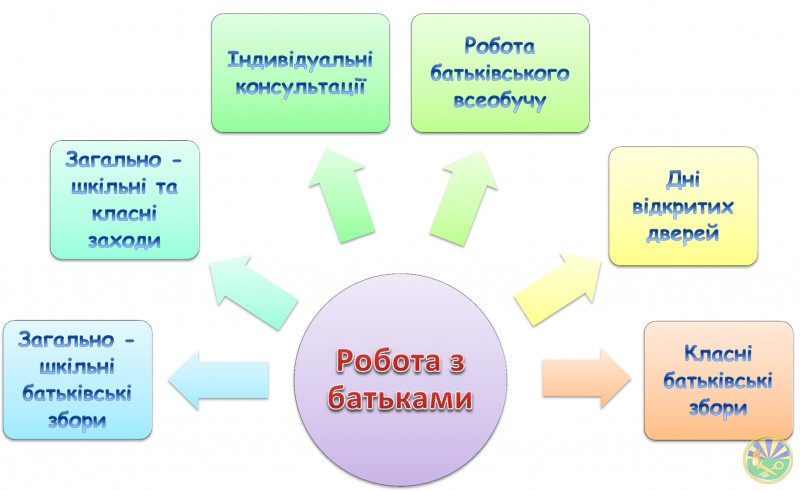 Індивідуальні
консультації
Робота
батьківського
всеобучу
Загально -
шкільні та
класні
заходи
Дні
відкритих
дверей
Загально -
шкільні
батьківські
збори
Робота з
батьками
Класні
батьківські
збори